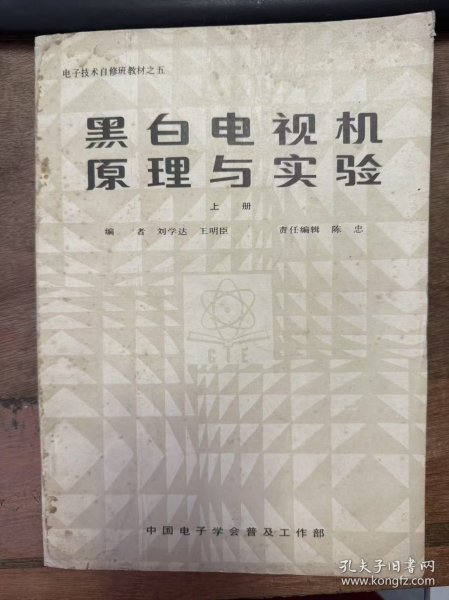 电子技术自修班教材之五
黑白电视机
原理与实验
上册
编 者 刘学达 王明臣 责任编辑 陈 忠
CIE
中国电子学会普及工作部
孔夫子旧书网
www.kongfz.com